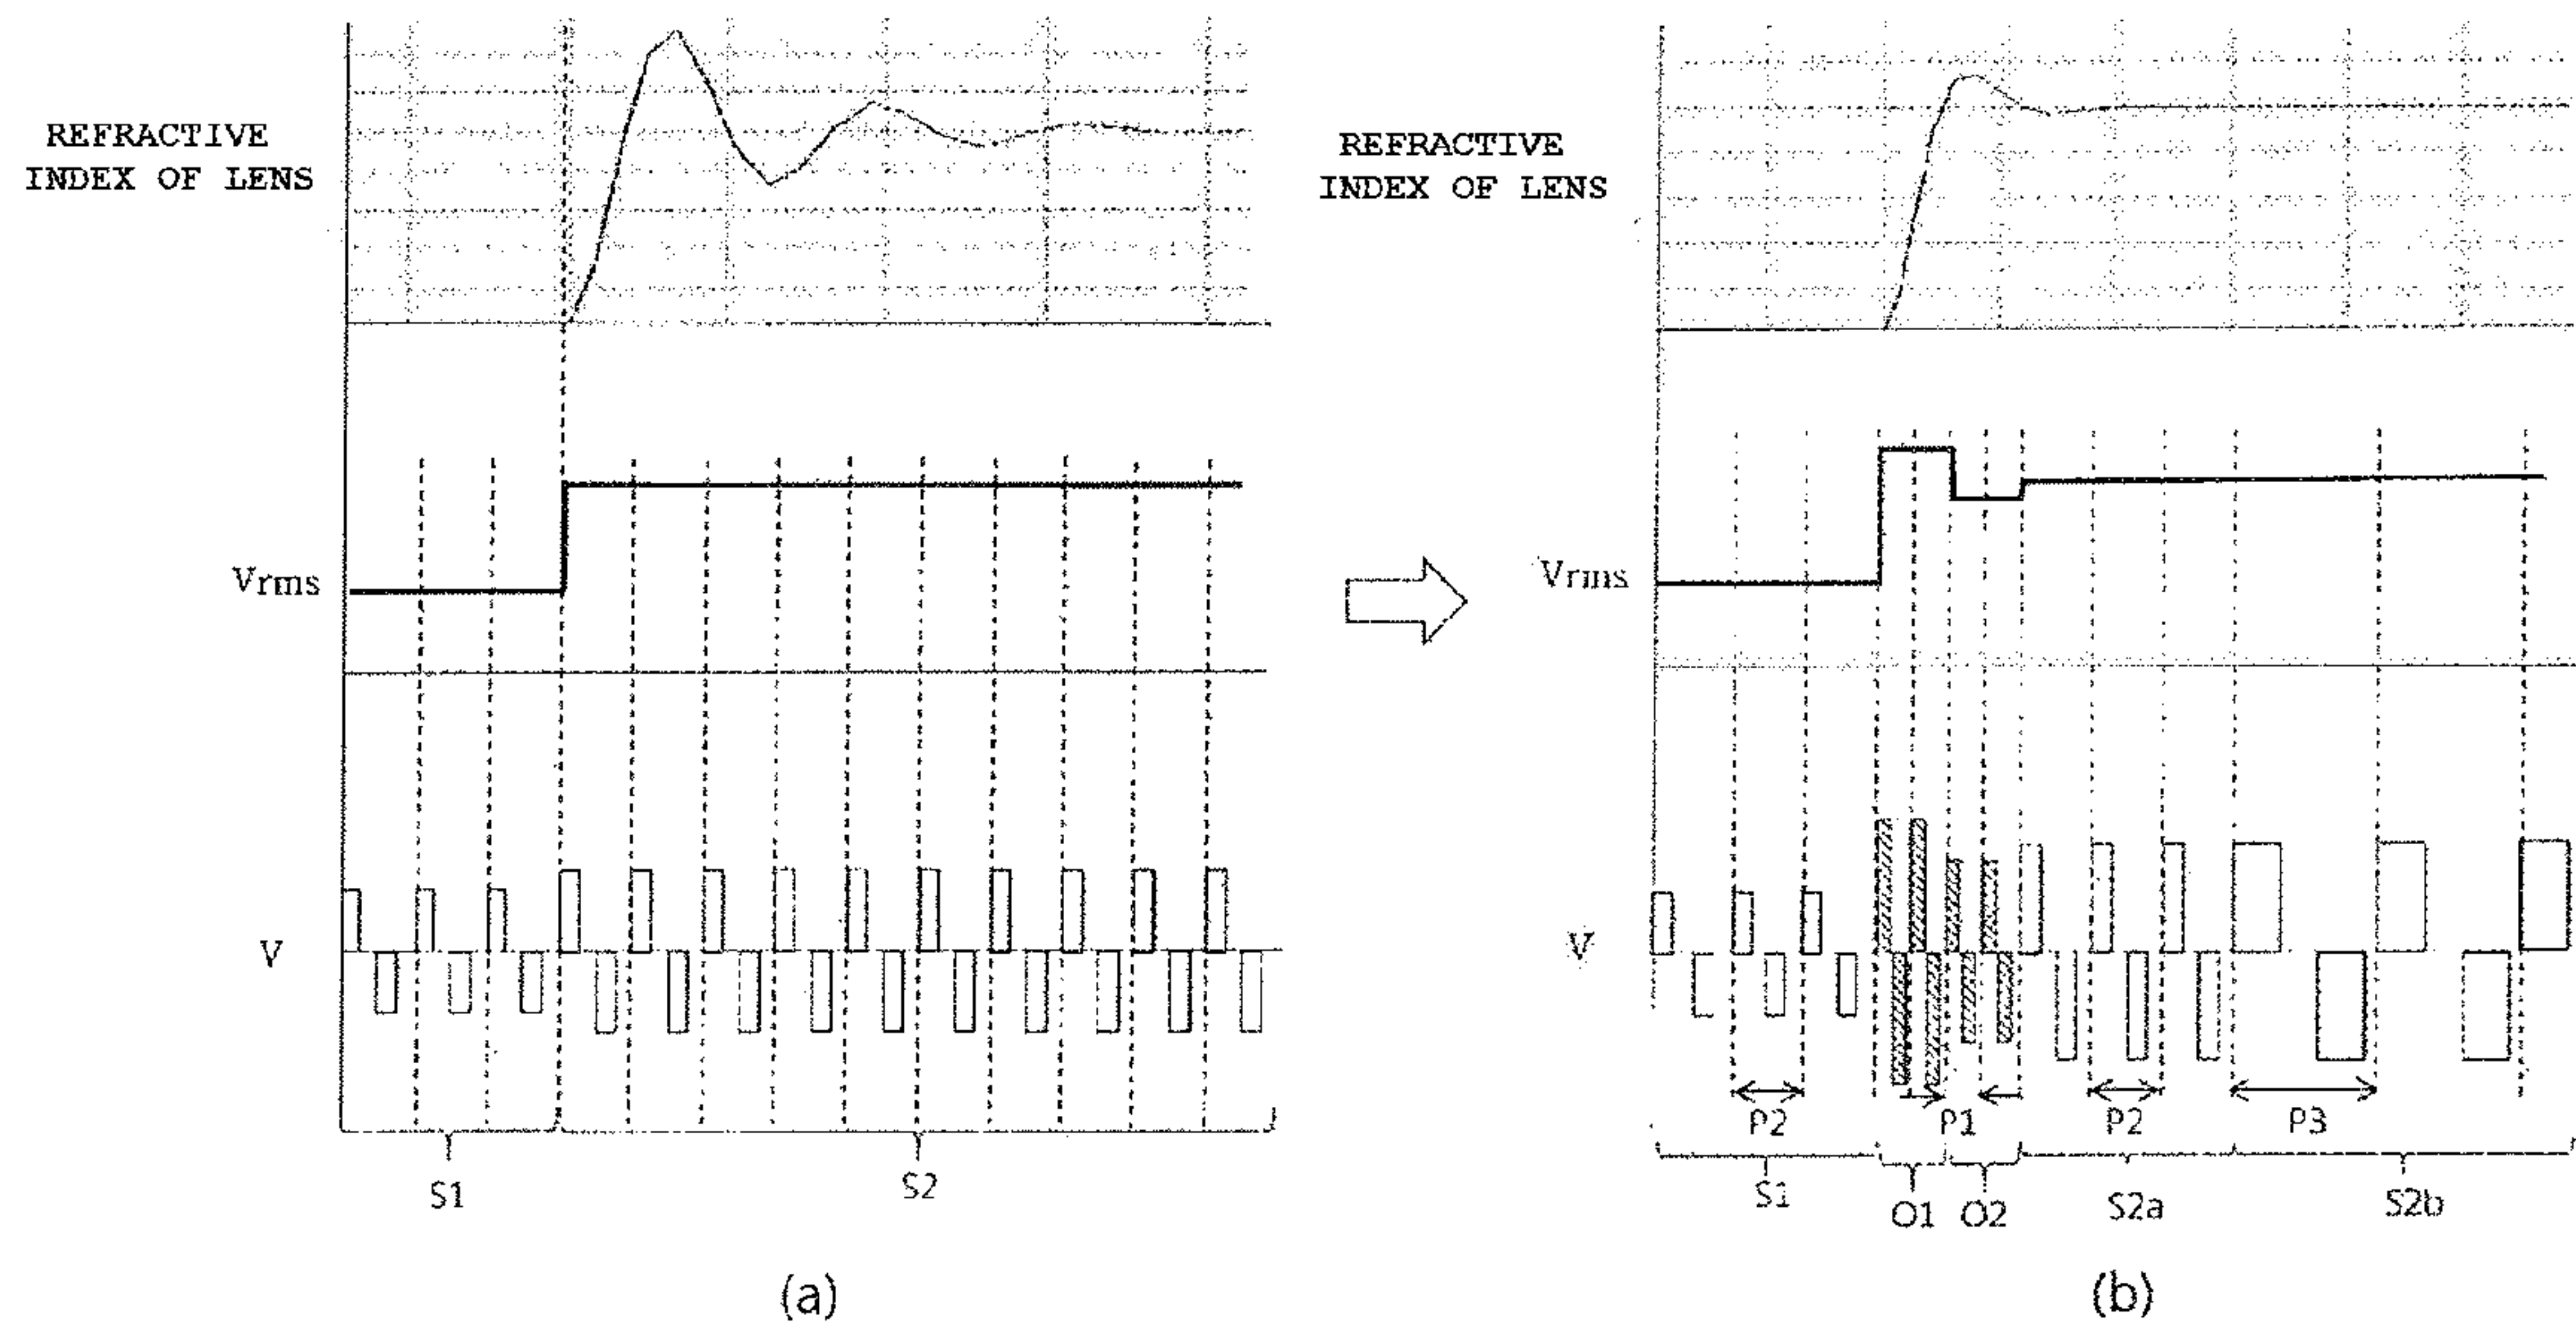 REFRACTIVE
INDEX OF LENS
Vrms
V
S1
S2
(a)
REFRACTIVE
INDEX OF LENS
Vrms
V
P2
P1
P2
P3
S1
O1
O2
S2a
S2b
(b)